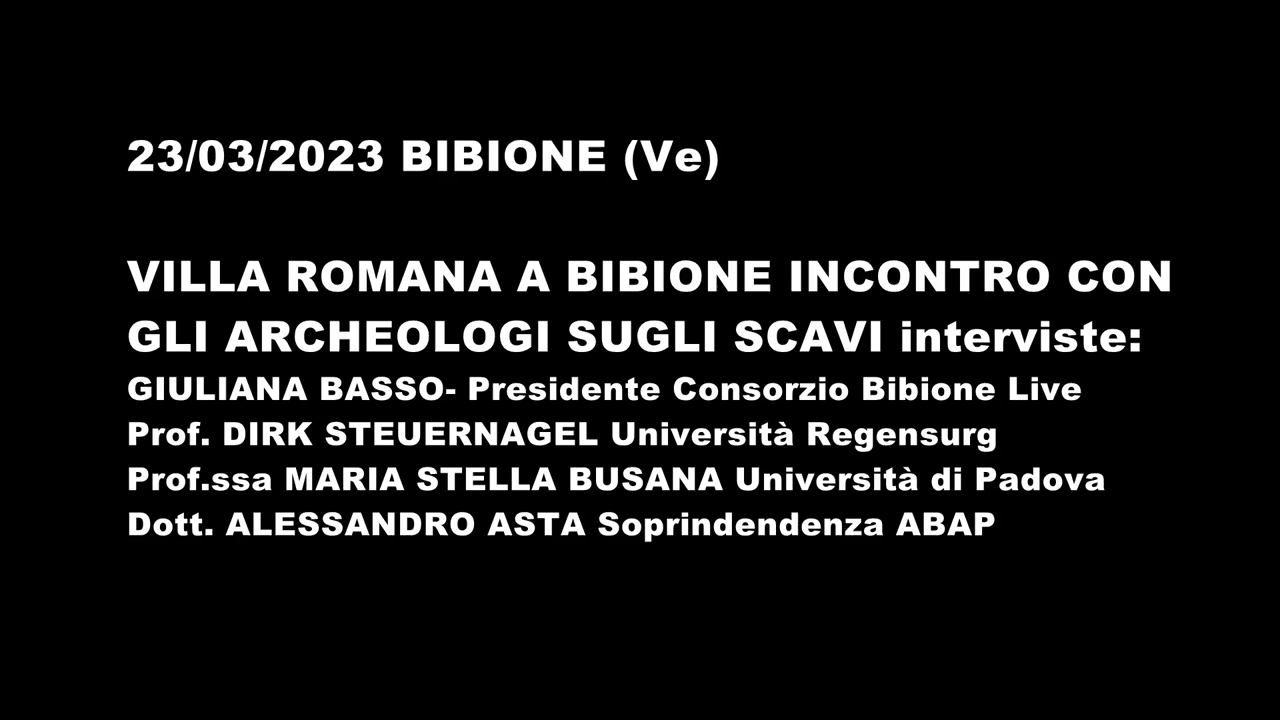 23/03/2023 BIBIONE (Ve)
VILLA ROMANA A BIBIONE INCONTRO CON
GLI ARCHEOLOGI SUGLI SCAVI interviste:
GIULIANA BASSO- Presidente Consorzio Bibione Live
Prof. DIRK STEUERNAGEL Università Regensurg
Prof.ssa MARIA STELLA BUSANA Università di Padova
Dott. ALESSANDRO ASTA Soprindendenza ABAP